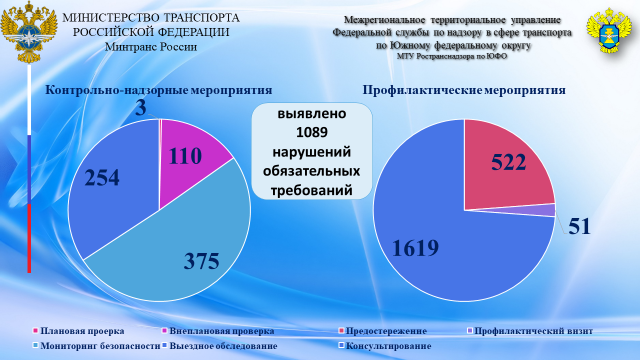 МИНИСТЕРСТВО ТРАНСПОРТА
РОССИЙСКОЙ ФЕДЕРАЦИИ
Минтранс России
Межрегиональное территориальное управление
Федеральной службы по надзору в сфере транспорта
по Южному федеральному округу
МТУ Ространснадзора по ЮФО
Контрольно-надзорные мероприятия
3
110
254
375
выявлено
1089
нарушений
обязательных
требований
Профилактические мероприятия
522
51
1619
Плановая проерка
Внеплановая проверка
Мониторинг безопасности
Выездное обследование
Предостережение
Профилактический визит
Консультирование